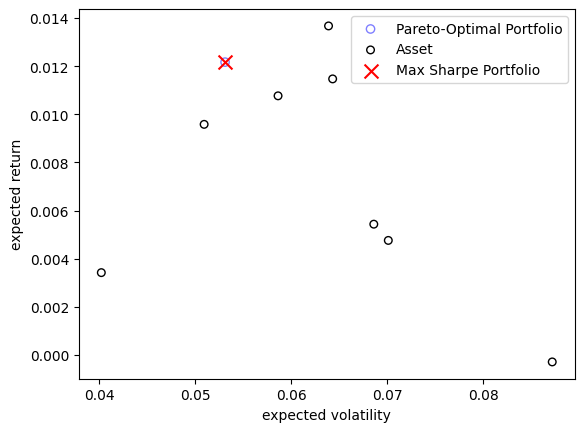 0.014
0.012
0.010
0.008
0.006
0.004
0.002
0.000
expected return
Pareto-Optimal Portfolio
Asset
Max Sharpe Portfolio
0.04 0.05 0.06 0.07 0.08
expected volatility